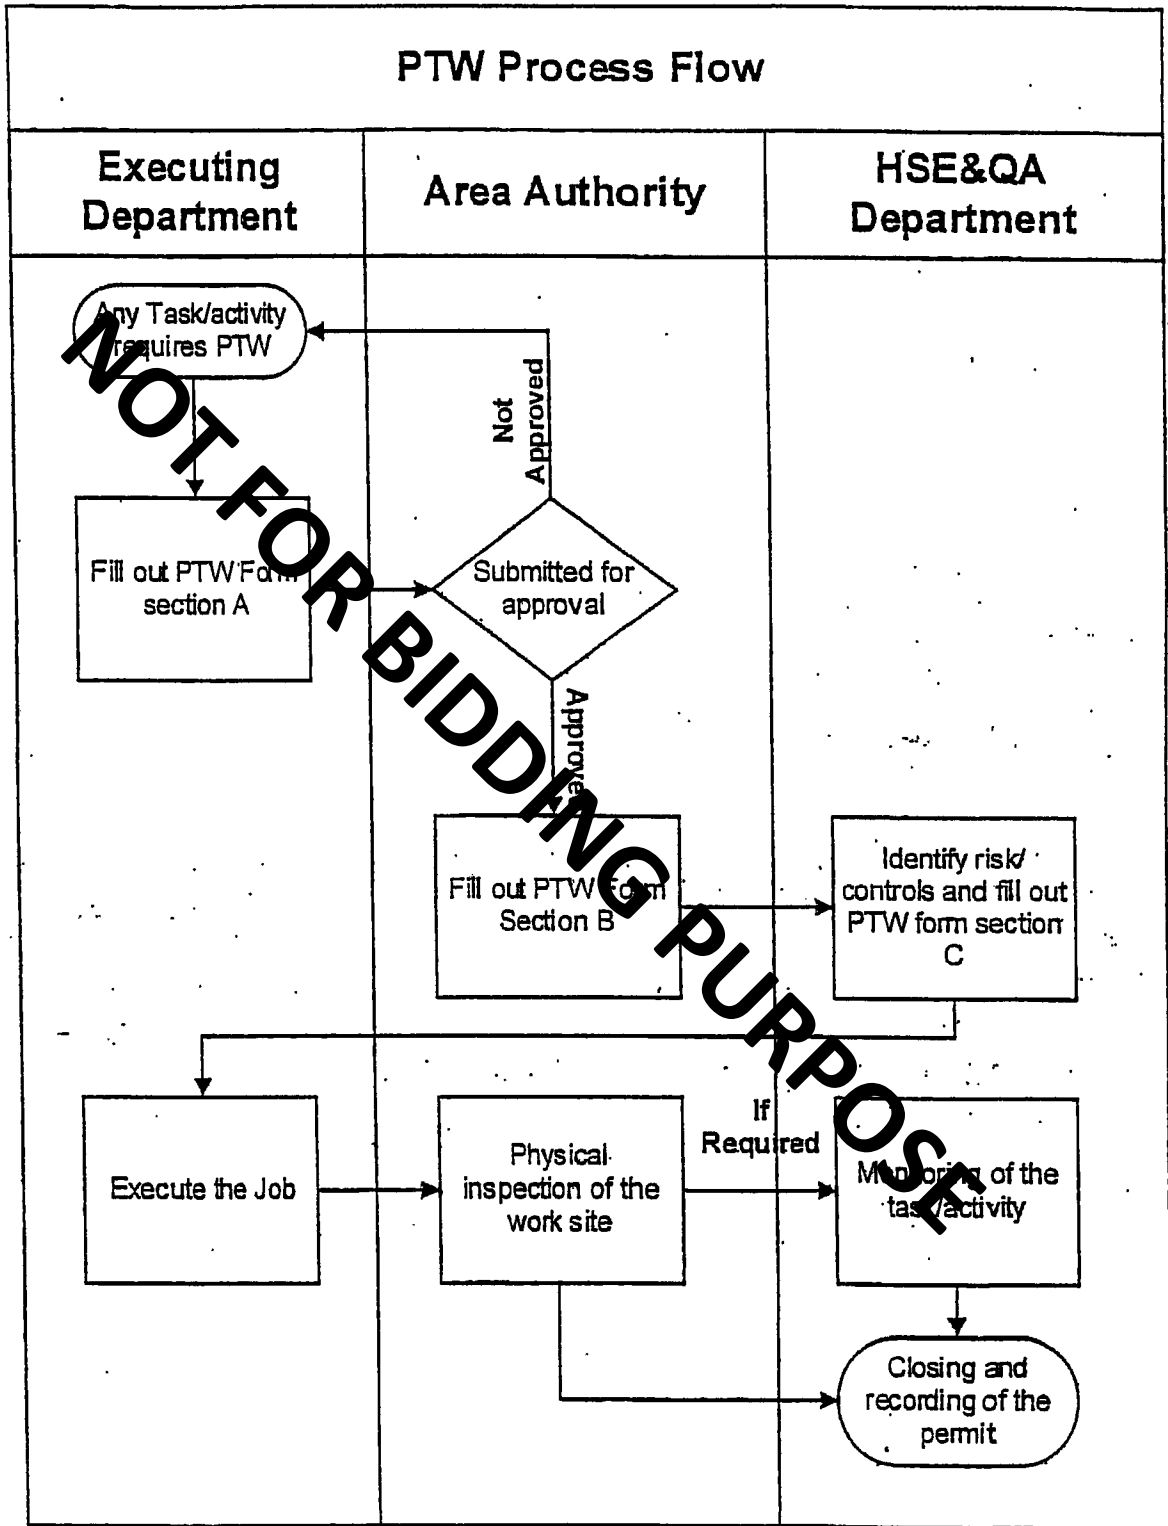 PTW Process Flow
Executing
Department
Area Authority
HSE&QA
Department
Any Task/activity
requires PTW
Not
Approved
Fill out PTW Form
section A
Submitted for
approval
Approved
Fill out PTW Form
Section B
Identify risk/
controls and fill out
PTW form section
C
Execute the Job
Physical
inspection of the
work site
If
Required
Monitoring of the
task/activity
Closing and
recording of the
permit
NOT FOR BIDDING PURPOSE